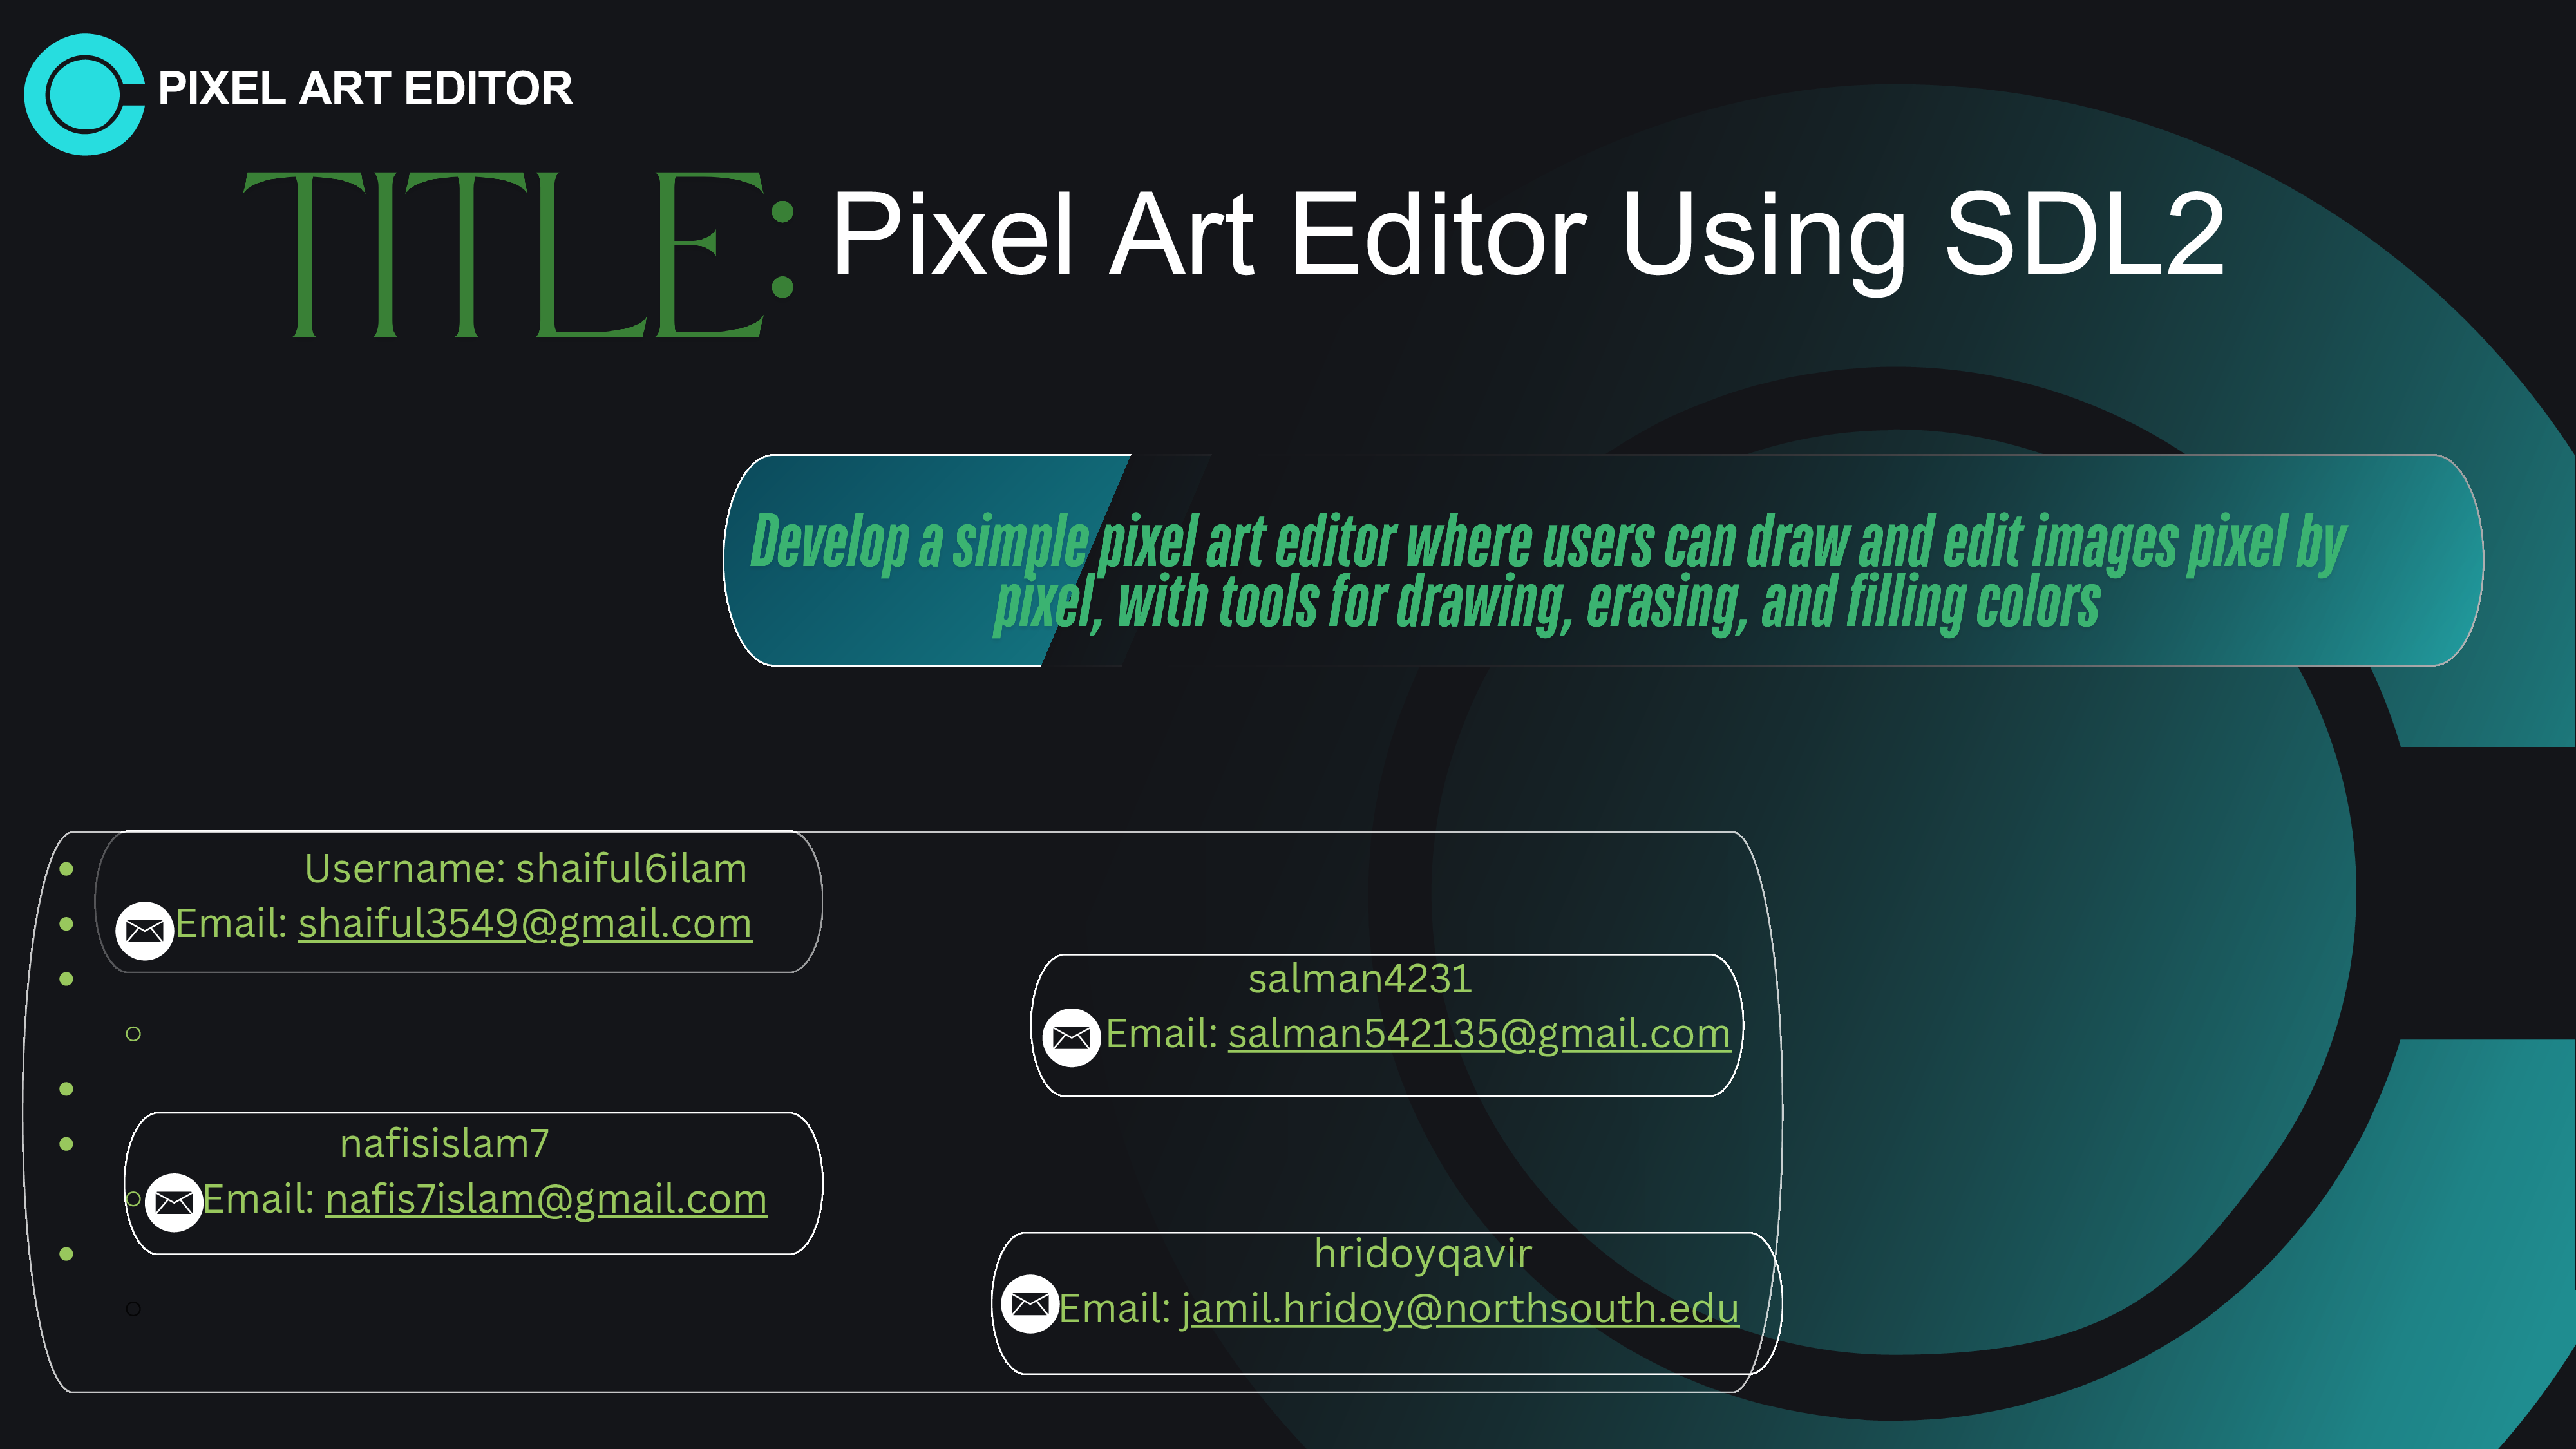 PIXEL ART EDITOR
TITLE: Pixel Art Editor Using SDL2
Develop a simple pixel art editor where users can draw and edit images pixel by
pixel, with tools for drawing, erasing, and filling colors
Username: shaiful6ilam
Email: shaiful3549@gmail.com
salman4231
Email: salman542135@gmail.com
nafisislam7
Email: nafis7islam@gmail.com
hridoyqavir
Email: jamil.hridoy@northsouth.edu